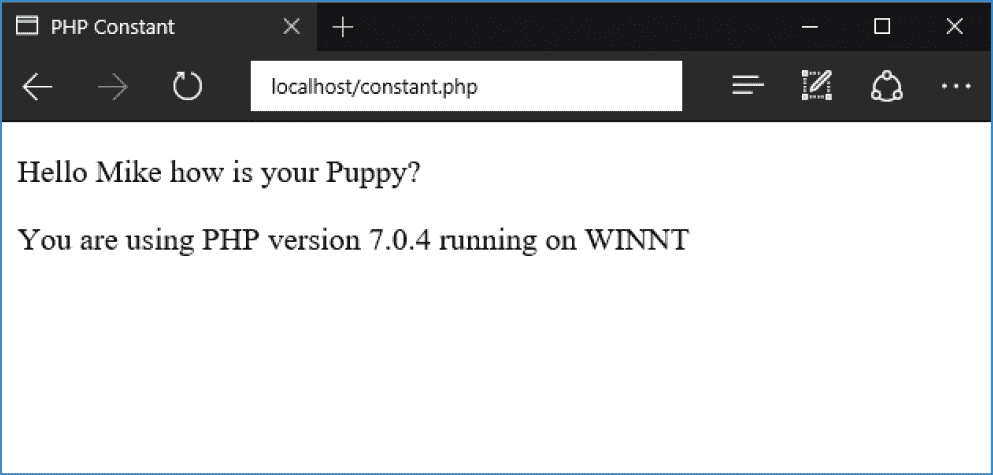 PHP Constant
localhost/constant.php
Hello Mike how is your Puppy?
You are using PHP version 7.0.4 running on WINNT